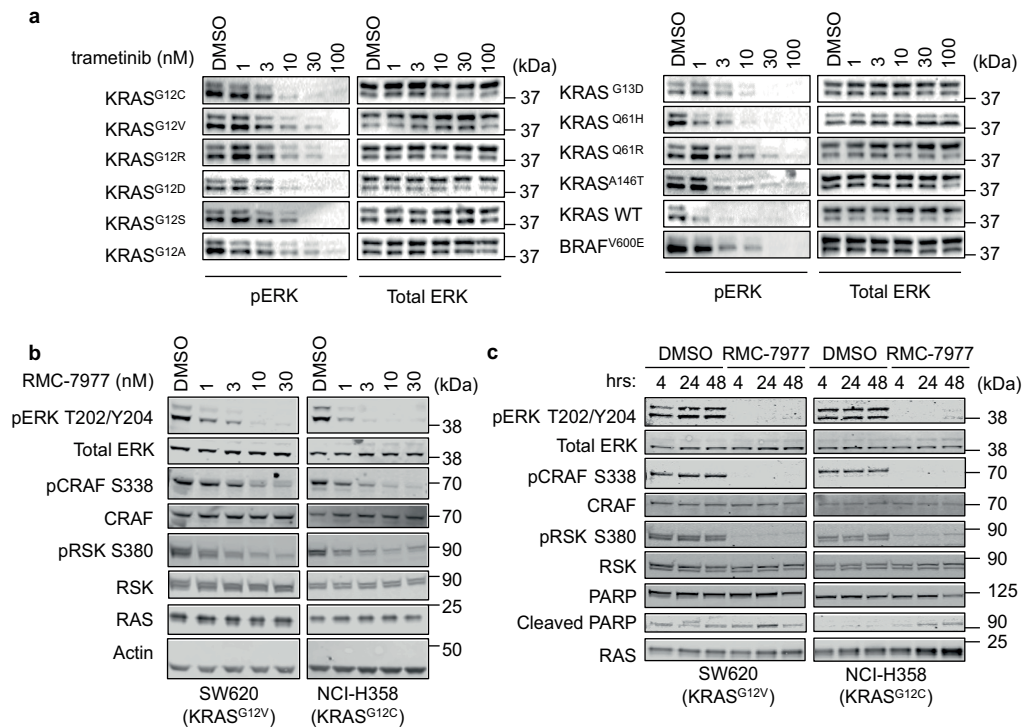 a
trametinib (nM) DMSO 1 3 10 30 100 DMSO 1 3 10 30 100 (kDa)
KRASG12C 37
KRASG12V 37
KRASG12R 37
KRASG12D 37
KRASG12S 37
KRASG12A 37
pERK Total ERK
DMSO 1 3 10 30 100 DMSO 1 3 10 30 100 (kDa)
KRAS G13D 37
KRAS Q61H 37
KRAS Q61R 37
KRASA146T 37
KRAS WT 37
BRAFV600E 37
pERK Total ERK
b
RMC-7977 (nM) DMSO 1 3 10 30 DMSO 1 3 10 30 (kDa)
pERK T202/Y204 38
Total ERK 38
pCRAF S338 70
CRAF 70
pRSK S380 90
RSK 90
RAS 25
Actin 50
SW620 NCI-H358
(KRASG12V) (KRASG12C)
c
DMSO RMC-7977 DMSO RMC-7977
hrs: 4 24 48 4 24 48 4 24 48 4 24 48 (kDa)
pERK T202/Y204 38
Total ERK 38
pCRAF S338 70
CRAF 70
pRSK S380 90
RSK 90
PARP 125
Cleaved PARP 90
RAS 25
SW620 NCI-H358
(KRASG12V) (KRASG12C)